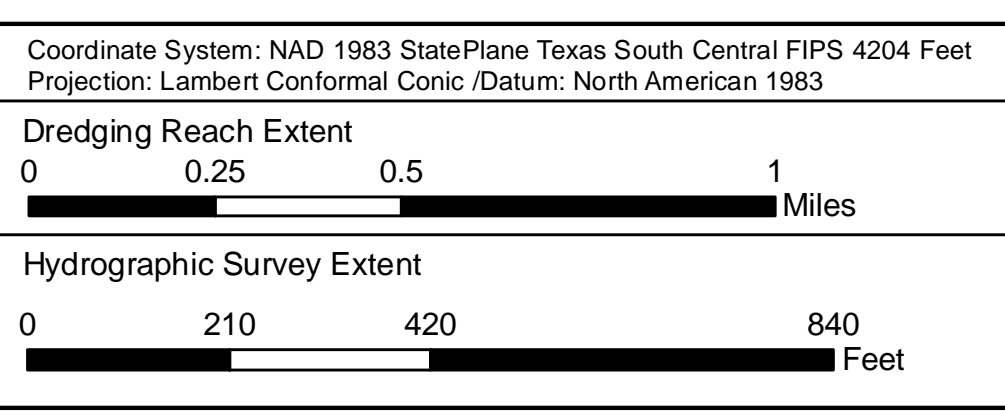 Coordinate System: NAD 1983 StatePlane Texas South Central FIPS 4204 Feet
Projection: Lambert Conformal Conic /Datum: North American 1983
Dredging Reach Extent
0 0.25 0.5 1
Miles
Hydrographic Survey Extent
0 210 420 840
Feet